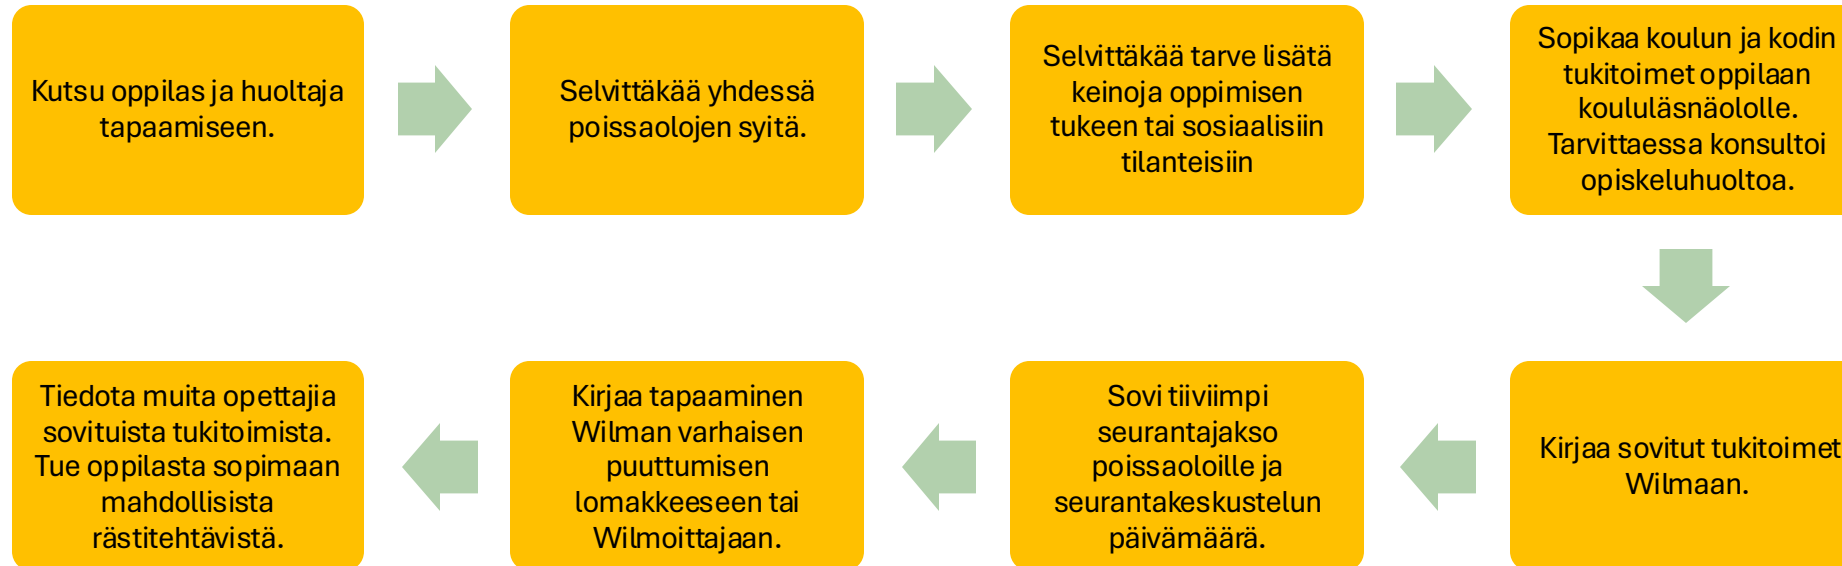 Kutsu oppilas ja huoltaja
tapaamiseen.
Selvittäkää yhdessä
poissaolojen syitä.
Selvittäkää tarve lisätä
keinoja oppimisen
tukeen tai sosiaalisiin
tilanteisiin
Sopikaa koulun ja kodin
tukitoimet oppilaan
koululäsnäololle.
Tarvittaessa konsultoi
opiskeluhuoltoa.
Kirjaa sovitut tukitoimet
Wilmaan.
Sovi tiiviimpi
seurantajakso
poissaoloille ja
seurantakeskustelun
päivämäärä.
Kirjaa tapaaminen
Wilman varhaisen
puuttumisen
lomakkeeseen tai
Wilmoittajaan.
Tiedota muita opettajia
sovituista tukitoimista.
Tue oppilasta sopimaan
mahdollisista
rästitehtävistä.